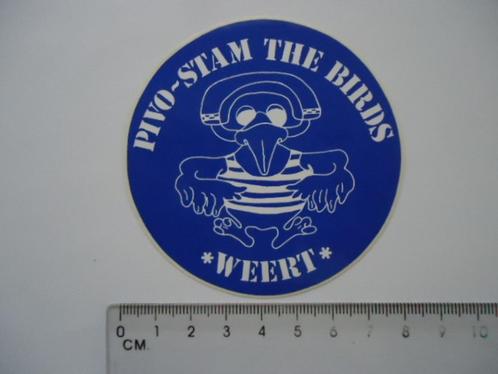 PIVO~STAM THE BIRDS
*WEERT*
0 1 2 3 4 5 6 7 8 9 10
CM.